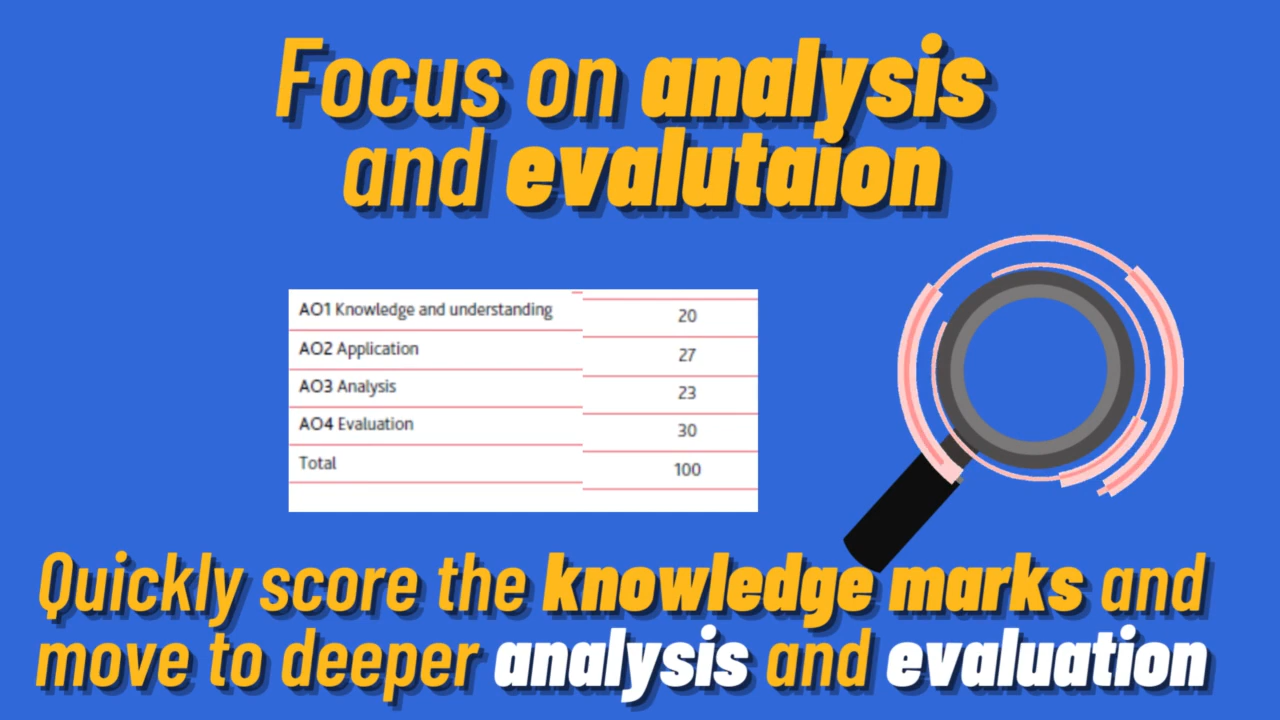 Focus on analysis
and evalutaion
AO1 Knowledge and understanding 20
AO2 Application 27
AO3 Analysis 23
AO4 Evaluation 30
Total 100
Quickly score the knowledge marks and
move to deeper analysis and evaluation